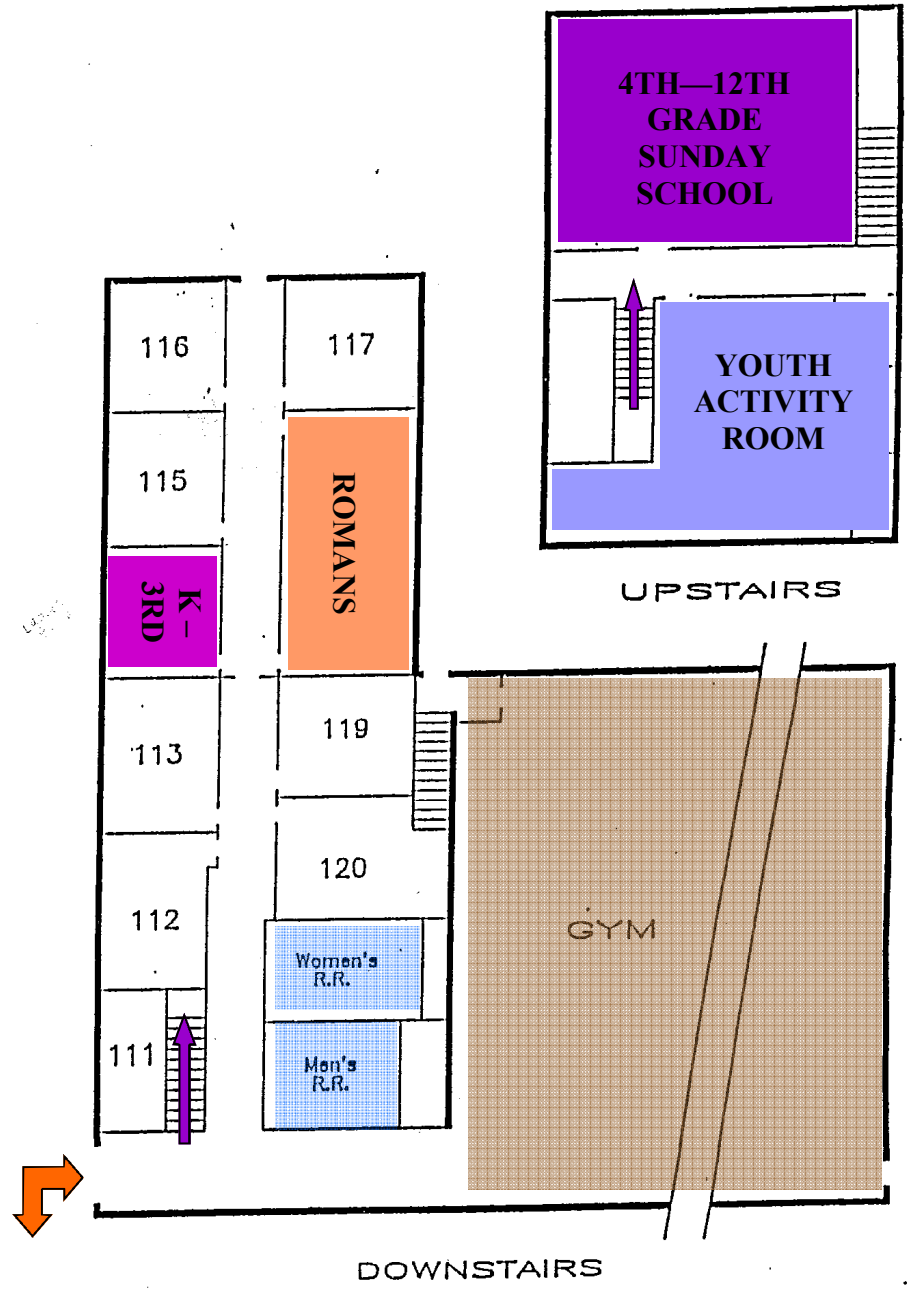 4TH—12TH
GRADE
SUNDAY
SCHOOL
YOUTH
ACTIVITY
ROOM
UPSTAIRS
116
117
115
ROMANS
K –
3RD
113
119
112
120
Women's
R.R.
111
Men's
R.R.
GYM
DOWNSTAIRS